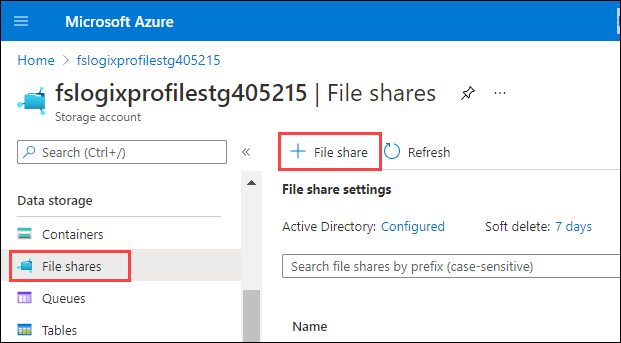 Microsoft Azure
Home > fslogixprofilestg405215
fslogixprofilestg405215 | File shares
Storage account
Search (Ctrl+/)
File share
Refresh
Data storage
Containers
File shares
Queues
Tables
File share settings
Active Directory: Configured
Soft delete: 7 days
Search file shares by prefix (case-sensitive)
Name